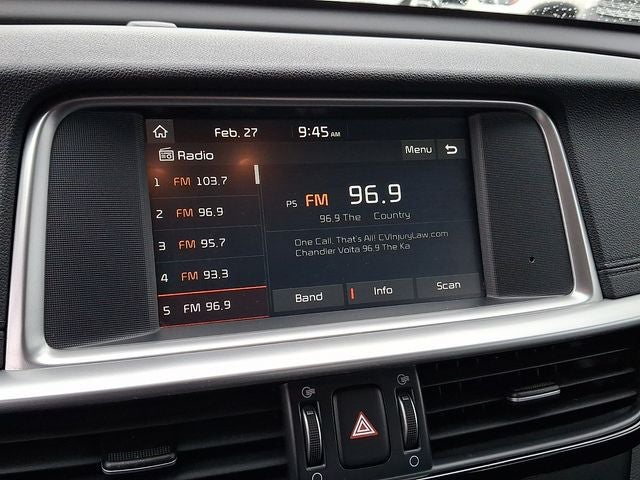 Feb. 27 9:45 AM
Radio Menu
1 FM 103.7
2 FM 96.9
3 FM 95.7
4 FM 93.3
5 FM 96.9
PS FM 96.9
96.9 The Country
One Call, That's All! CVInjuryLaw.com
Chandler Volta 96.9 The Ka
Band Info Scan